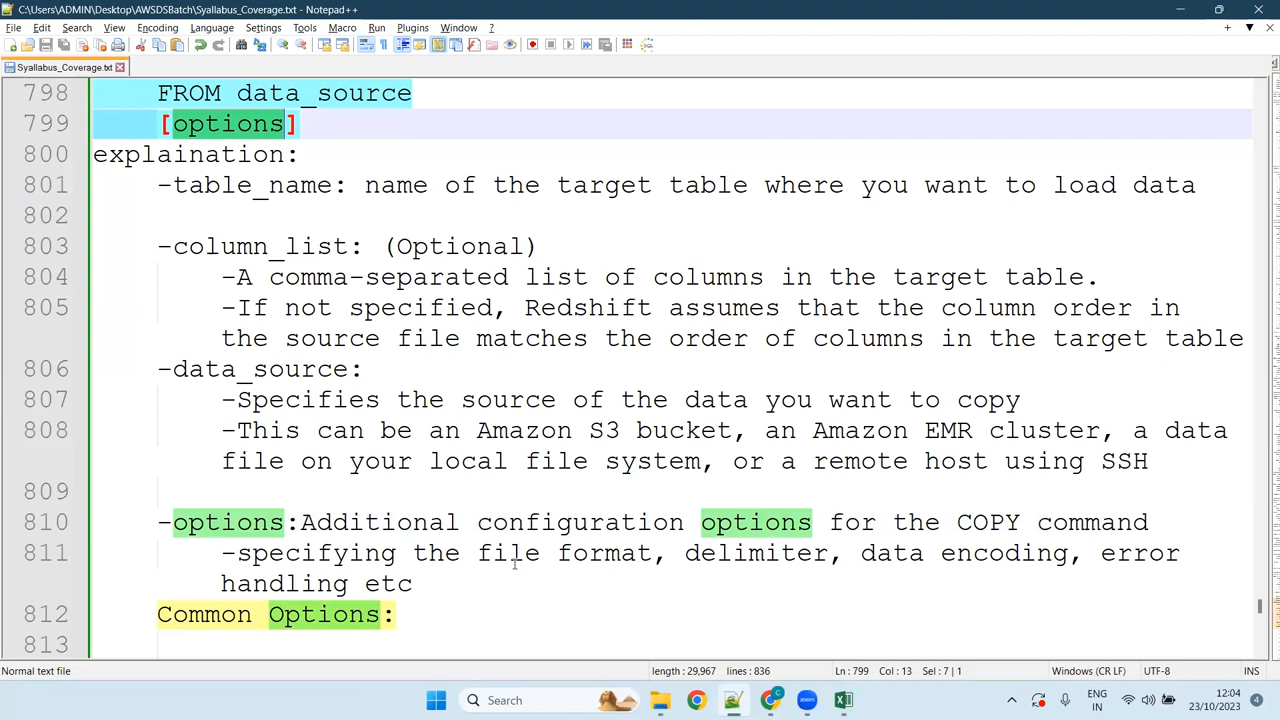 C:\Users\ADMIN\Desktop\AWSDSBatch\Syallabus_Coverage.txt - Notepad++
File Edit Search View Encoding Language Settings Tools Macro Run Plugins Window ?
Syallabus_Coverage.txt
798 FROM data_source
799 [options]
800 explaination:
801 -table_name: name of the target table where you want to load data
802
803 -column_list: (Optional)
804 -A comma-separated list of columns in the target table.
805 -If not specified, Redshift assumes that the column order in
the source file matches the order of columns in the target table
806 -data_source:
807 -Specifies the source of the data you want to copy
808 -This can be an Amazon S3 bucket, an Amazon EMR cluster, a data
file on your local file system, or a remote host using SSH
809
810 -options:Additional configuration options for the COPY command
811 -specifying the file format, delimiter, data encoding, error
handling etc
812 Common Options:
813
Normal text file length : 29,967 lines : 836 Ln : 799 Col : 13 Sel : 7 | 1 Windows (CR LF) UTF-8 INS
Search ENG 12:04
IN 23/10/2023 4